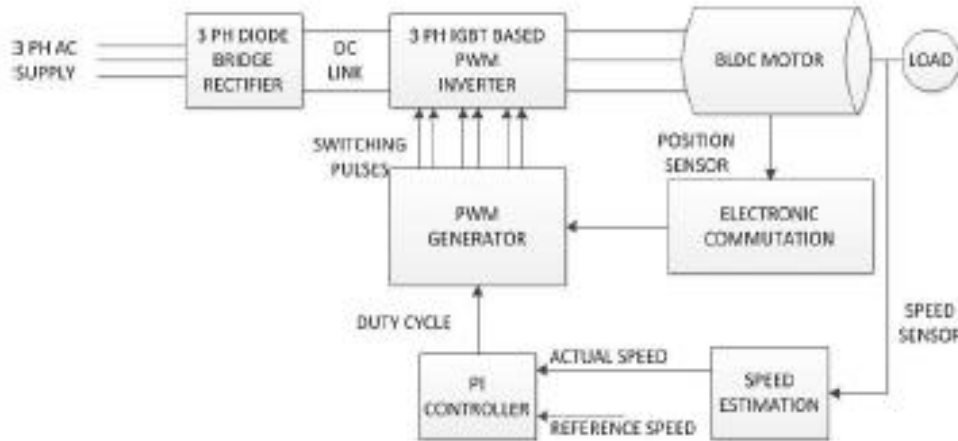 3 PH AC
SUPPLY
3 PH DIODE
BRIDGE
RECTIFIER
DC
LINK
3 PH IGBT BASED
PWM
INVERTER
BLDC MOTOR
LOAD
SWITCHING
PULSES
POSITION
SENSOR
PWM
GENERATOR
ELECTRONIC
COMMUTATION
DUTY CYCLE
SPEED
SENSOR
ACTUAL SPEED
PI
CONTROLLER
SPEED
ESTIMATION
REFERENCE SPEED